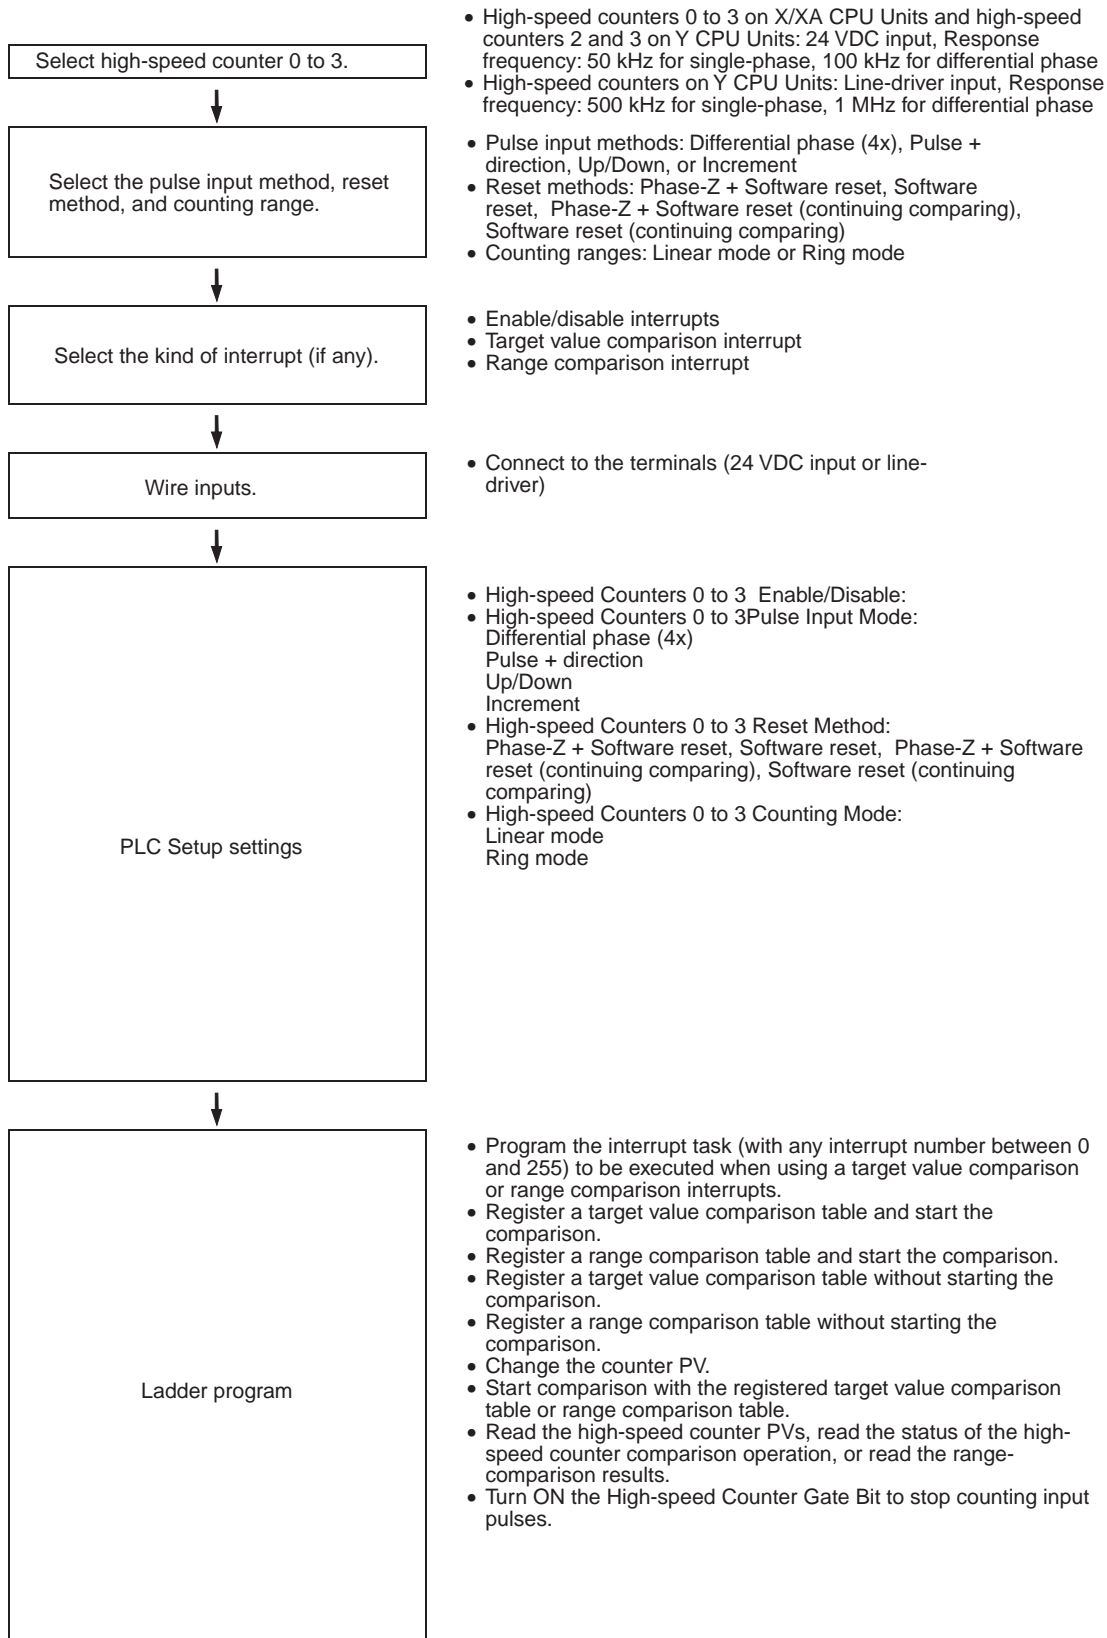 Select high-speed counter 0 to 3.
• High-speed counters 0 to 3 on X/XA CPU Units and high-speed
counters 2 and 3 on Y CPU Units: 24 VDC input, Response
frequency: 50 kHz for single-phase, 100 kHz for differential phase
• High-speed counters on Y CPU Units: Line-driver input, Response
frequency: 500 kHz for single-phase, 1 MHz for differential phase
Select the pulse input method, reset
method, and counting range.
• Pulse input methods: Differential phase (4x), Pulse +
direction, Up/Down, or Increment
• Reset methods: Phase-Z + Software reset, Software
reset, Phase-Z + Software reset (continuing comparing),
Software reset (continuing comparing)
• Counting ranges: Linear mode or Ring mode
Select the kind of interrupt (if any).
• Enable/disable interrupts
• Target value comparison interrupt
• Range comparison interrupt
Wire inputs.
• Connect to the terminals (24 VDC input or line-
driver)
PLC Setup settings
• High-speed Counters 0 to 3 Enable/Disable:
• High-speed Counters 0 to 3Pulse Input Mode:
Differential phase (4x)
Pulse + direction
Up/Down
Increment
• High-speed Counters 0 to 3 Reset Method:
Phase-Z + Software reset, Software reset, Phase-Z + Software
reset (continuing comparing), Software reset (continuing
comparing)
• High-speed Counters 0 to 3 Counting Mode:
Linear mode
Ring mode
Ladder program
• Program the interrupt task (with any interrupt number between 0
and 255) to be executed when using a target value comparison
or range comparison interrupts.
• Register a target value comparison table and start the
comparison.
• Register a range comparison table and start the comparison.
• Register a target value comparison table without starting the
comparison.
• Register a range comparison table without starting the
comparison.
• Change the counter PV.
• Start comparison with the registered target value comparison
table or range comparison table.
• Read the high-speed counter PVs, read the status of the high-
speed counter comparison operation, or read the range-
comparison results.
• Turn ON the High-speed Counter Gate Bit to stop counting input
pulses.